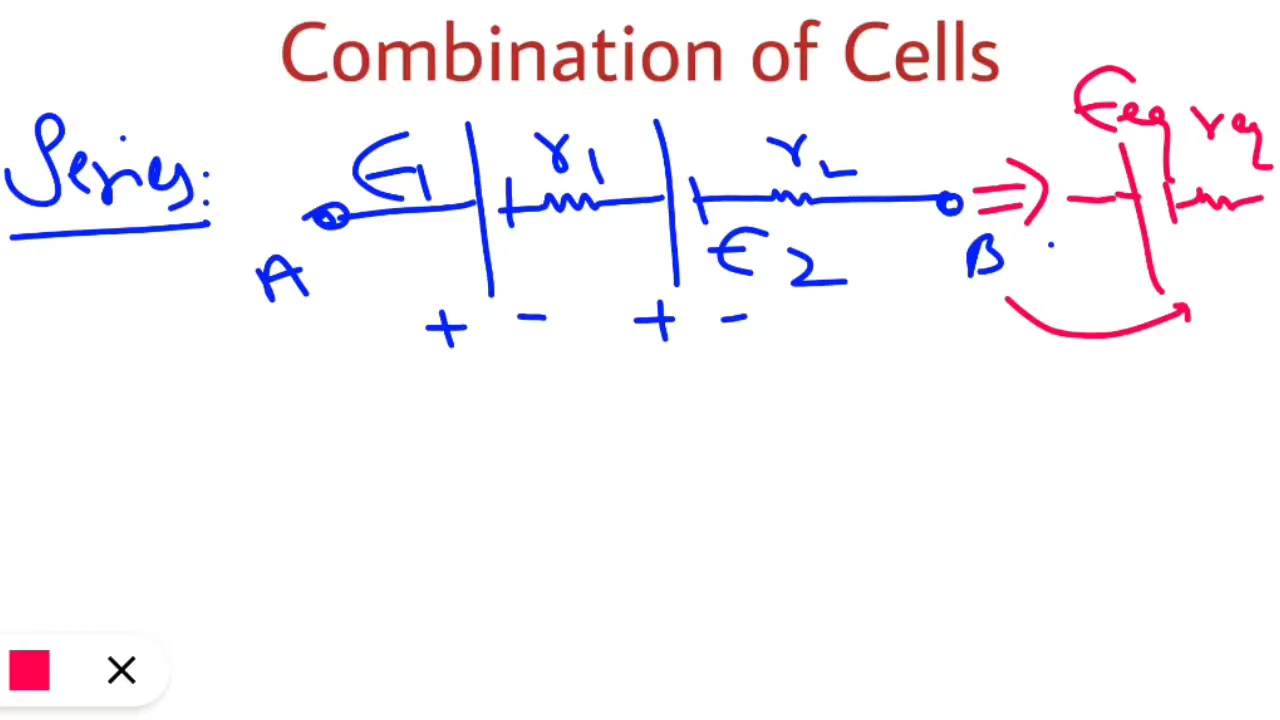 Combination of Cells
Series:
E1 r1 r2 Eeq req
E2
A B
+ - + -